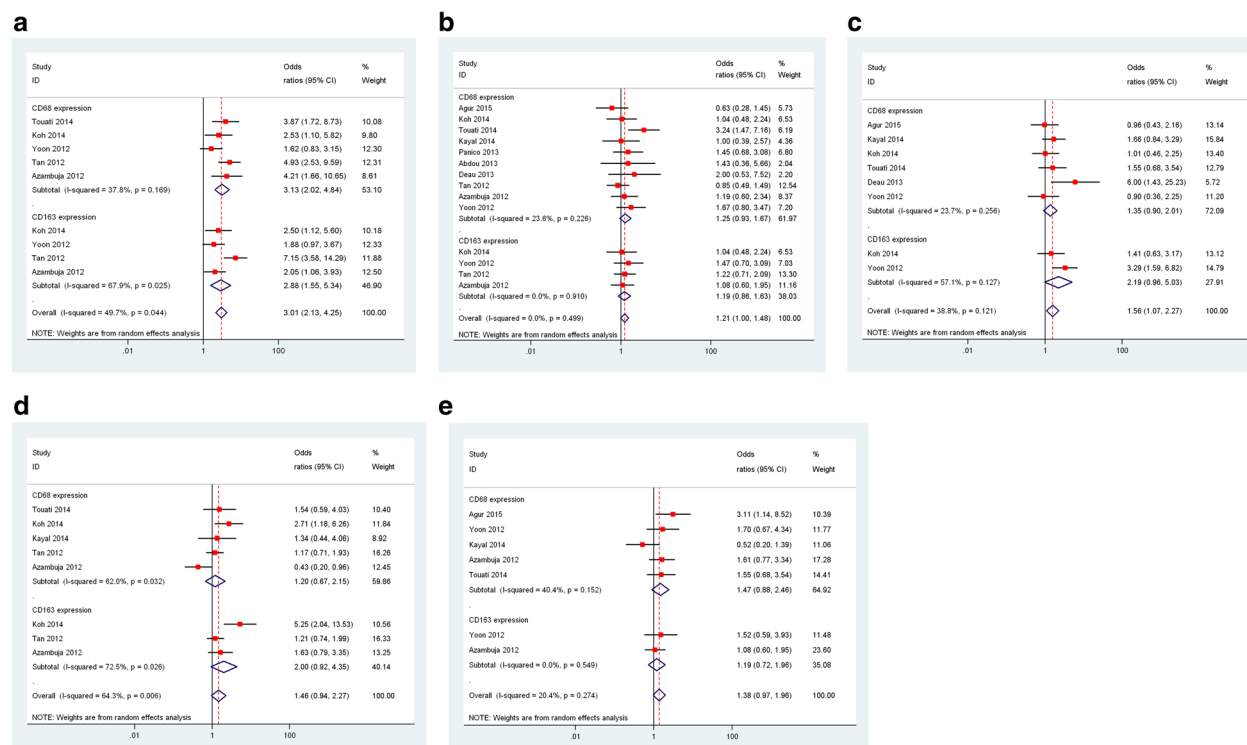 a
Study Odds %
ID ratios (95% CI) Weight
CD68 expression
Touati 2014 3.87 (1.72, 8.73) 10.08
Koh 2014 2.53 (1.10, 5.82) 9.80
Yoon 2012 1.62 (0.83, 3.15) 12.30
Tan 2012 4.93 (2.53, 9.59) 12.31
Azambuja 2012 4.21 (1.66, 10.65) 8.61
Subtotal (I-squared = 37.8%, p = 0.169) 3.13 (2.02, 4.84) 53.10
.
CD163 expression
Koh 2014 2.50 (1.12, 5.60) 10.18
Yoon 2012 1.88 (0.97, 3.67) 12.33
Tan 2012 7.15 (3.58, 14.29) 11.88
Azambuja 2012 2.05 (1.06, 3.93) 12.50
Subtotal (I-squared = 67.9%, p = 0.025) 2.88 (1.55, 5.34) 46.90
.
Overall (I-squared = 49.7%, p = 0.044) 3.01 (2.13, 4.25) 100.00
NOTE: Weights are from random effects analysis
.01 1 100
b
Study Odds %
ID ratios (95% CI) Weight
CD68 expression
Agur 2015 0.63 (0.28, 1.45) 5.73
Koh 2014 1.04 (0.48, 2.24) 6.53
Touati 2014 3.24 (1.47, 7.16) 6.19
Kayal 2014 1.00 (0.39, 2.57) 4.36
Panico 2013 1.45 (0.68, 3.08) 6.80
Abdou 2013 1.43 (0.36, 5.66) 2.04
Deau 2013 2.00 (0.53, 7.52) 2.20
Tan 2012 0.85 (0.49, 1.49) 12.54
Azambuja 2012 1.19 (0.60, 2.34) 8.37
Yoon 2012 1.67 (0.80, 3.47) 7.20
Subtotal (I-squared = 23.6%, p = 0.226) 1.25 (0.93, 1.67) 61.97
.
CD163 expression
Koh 2014 1.04 (0.48, 2.24) 6.53
Yoon 2012 1.47 (0.70, 3.09) 7.03
Tan 2012 1.22 (0.71, 2.09) 13.30
Azambuja 2012 1.08 (0.60, 1.95) 11.16
Subtotal (I-squared = 0.0%, p = 0.910) 1.19 (0.86, 1.63) 38.03
.
Overall (I-squared = 0.0%, p = 0.499) 1.21 (1.00, 1.48) 100.00
NOTE: Weights are from random effects analysis
.01 1 100
c
Study Odds %
ID ratios (95% CI) Weight
CD68 expression
Agur 2015 0.96 (0.43, 2.16) 13.14
Kayal 2014 1.66 (0.84, 3.29) 15.84
Koh 2014 1.01 (0.46, 2.25) 13.40
Touati 2014 1.55 (0.68, 3.54) 12.79
Deau 2013 6.00 (1.43, 25.23) 5.72
Yoon 2012 0.90 (0.36, 2.25) 11.20
Subtotal (I-squared = 23.7%, p = 0.256) 1.35 (0.90, 2.01) 72.09
.
CD163 expression
Koh 2014 1.41 (0.63, 3.17) 13.12
Yoon 2012 3.29 (1.59, 6.82) 14.79
Subtotal (I-squared = 57.1%, p = 0.127) 2.19 (0.96, 5.03) 27.91
.
Overall (I-squared = 38.8%, p = 0.121) 1.56 (1.07, 2.27) 100.00
NOTE: Weights are from random effects analysis
.01 1 100
d
Study Odds %
ID ratios (95% CI) Weight
CD68 expression
Touati 2014 1.54 (0.59, 4.03) 10.40
Koh 2014 2.71 (1.18, 6.26) 11.84
Kayal 2014 1.34 (0.44, 4.06) 8.92
Tan 2012 1.17 (0.71, 1.93) 16.26
Azambuja 2012 0.43 (0.20, 0.96) 12.45
Subtotal (I-squared = 62.0%, p = 0.032) 1.20 (0.67, 2.15) 59.86
.
CD163 expression
Koh 2014 5.25 (2.04, 13.53) 10.56
Tan 2012 1.21 (0.74, 1.99) 16.33
Azambuja 2012 1.63 (0.79, 3.35) 13.25
Subtotal (I-squared = 72.5%, p = 0.026) 2.00 (0.92, 4.35) 40.14
.
Overall (I-squared = 64.3%, p = 0.006) 1.46 (0.94, 2.27) 100.00
NOTE: Weights are from random effects analysis
.01 1 100
e
Study Odds %
ID ratios (95% CI) Weight
CD68 expression
Agur 2015 3.11 (1.14, 8.52) 10.39
Yoon 2012 1.70 (0.67, 4.34) 11.77
Kayal 2014 0.52 (0.20, 1.39) 11.06
Azambuja 2012 1.61 (0.77, 3.34) 17.28
Touati 2014 1.55 (0.68, 3.54) 14.41
Subtotal (I-squared = 40.4%, p = 0.152) 1.47 (0.88, 2.46) 64.92
.
CD163 expression
Yoon 2012 1.52 (0.59, 3.93) 11.48
Azambuja 2012 1.08 (0.60, 1.95) 23.60
Subtotal (I-squared = 0.0%, p = 0.549) 1.19 (0.72, 1.96) 35.08
.
Overall (I-squared = 20.4%, p = 0.274) 1.38 (0.97, 1.96) 100.00
NOTE: Weights are from random effects analysis
.01 1 100